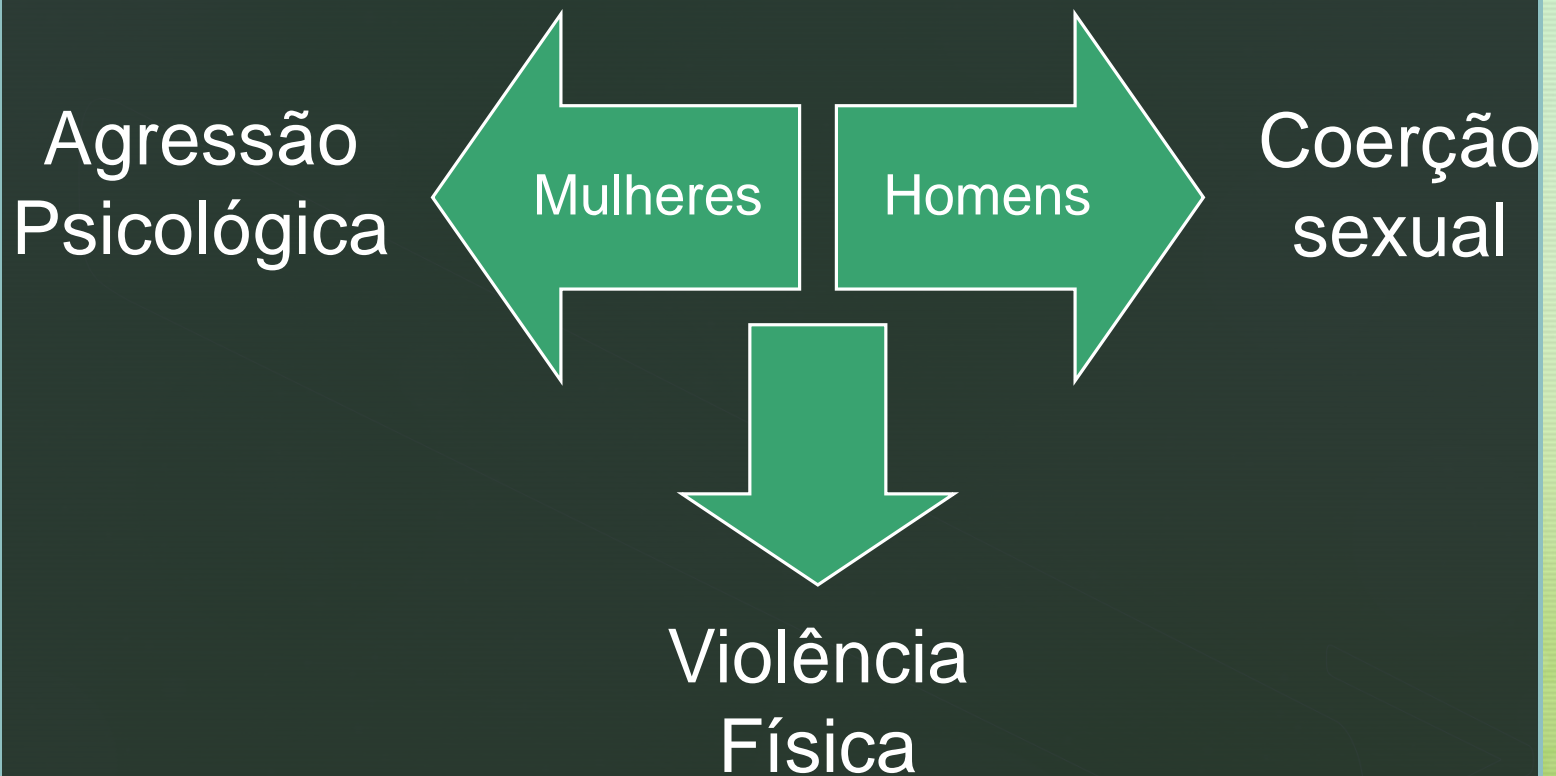 Agressão
Psicológica
Mulheres
Homens
Coerção
sexual
Violência
Física